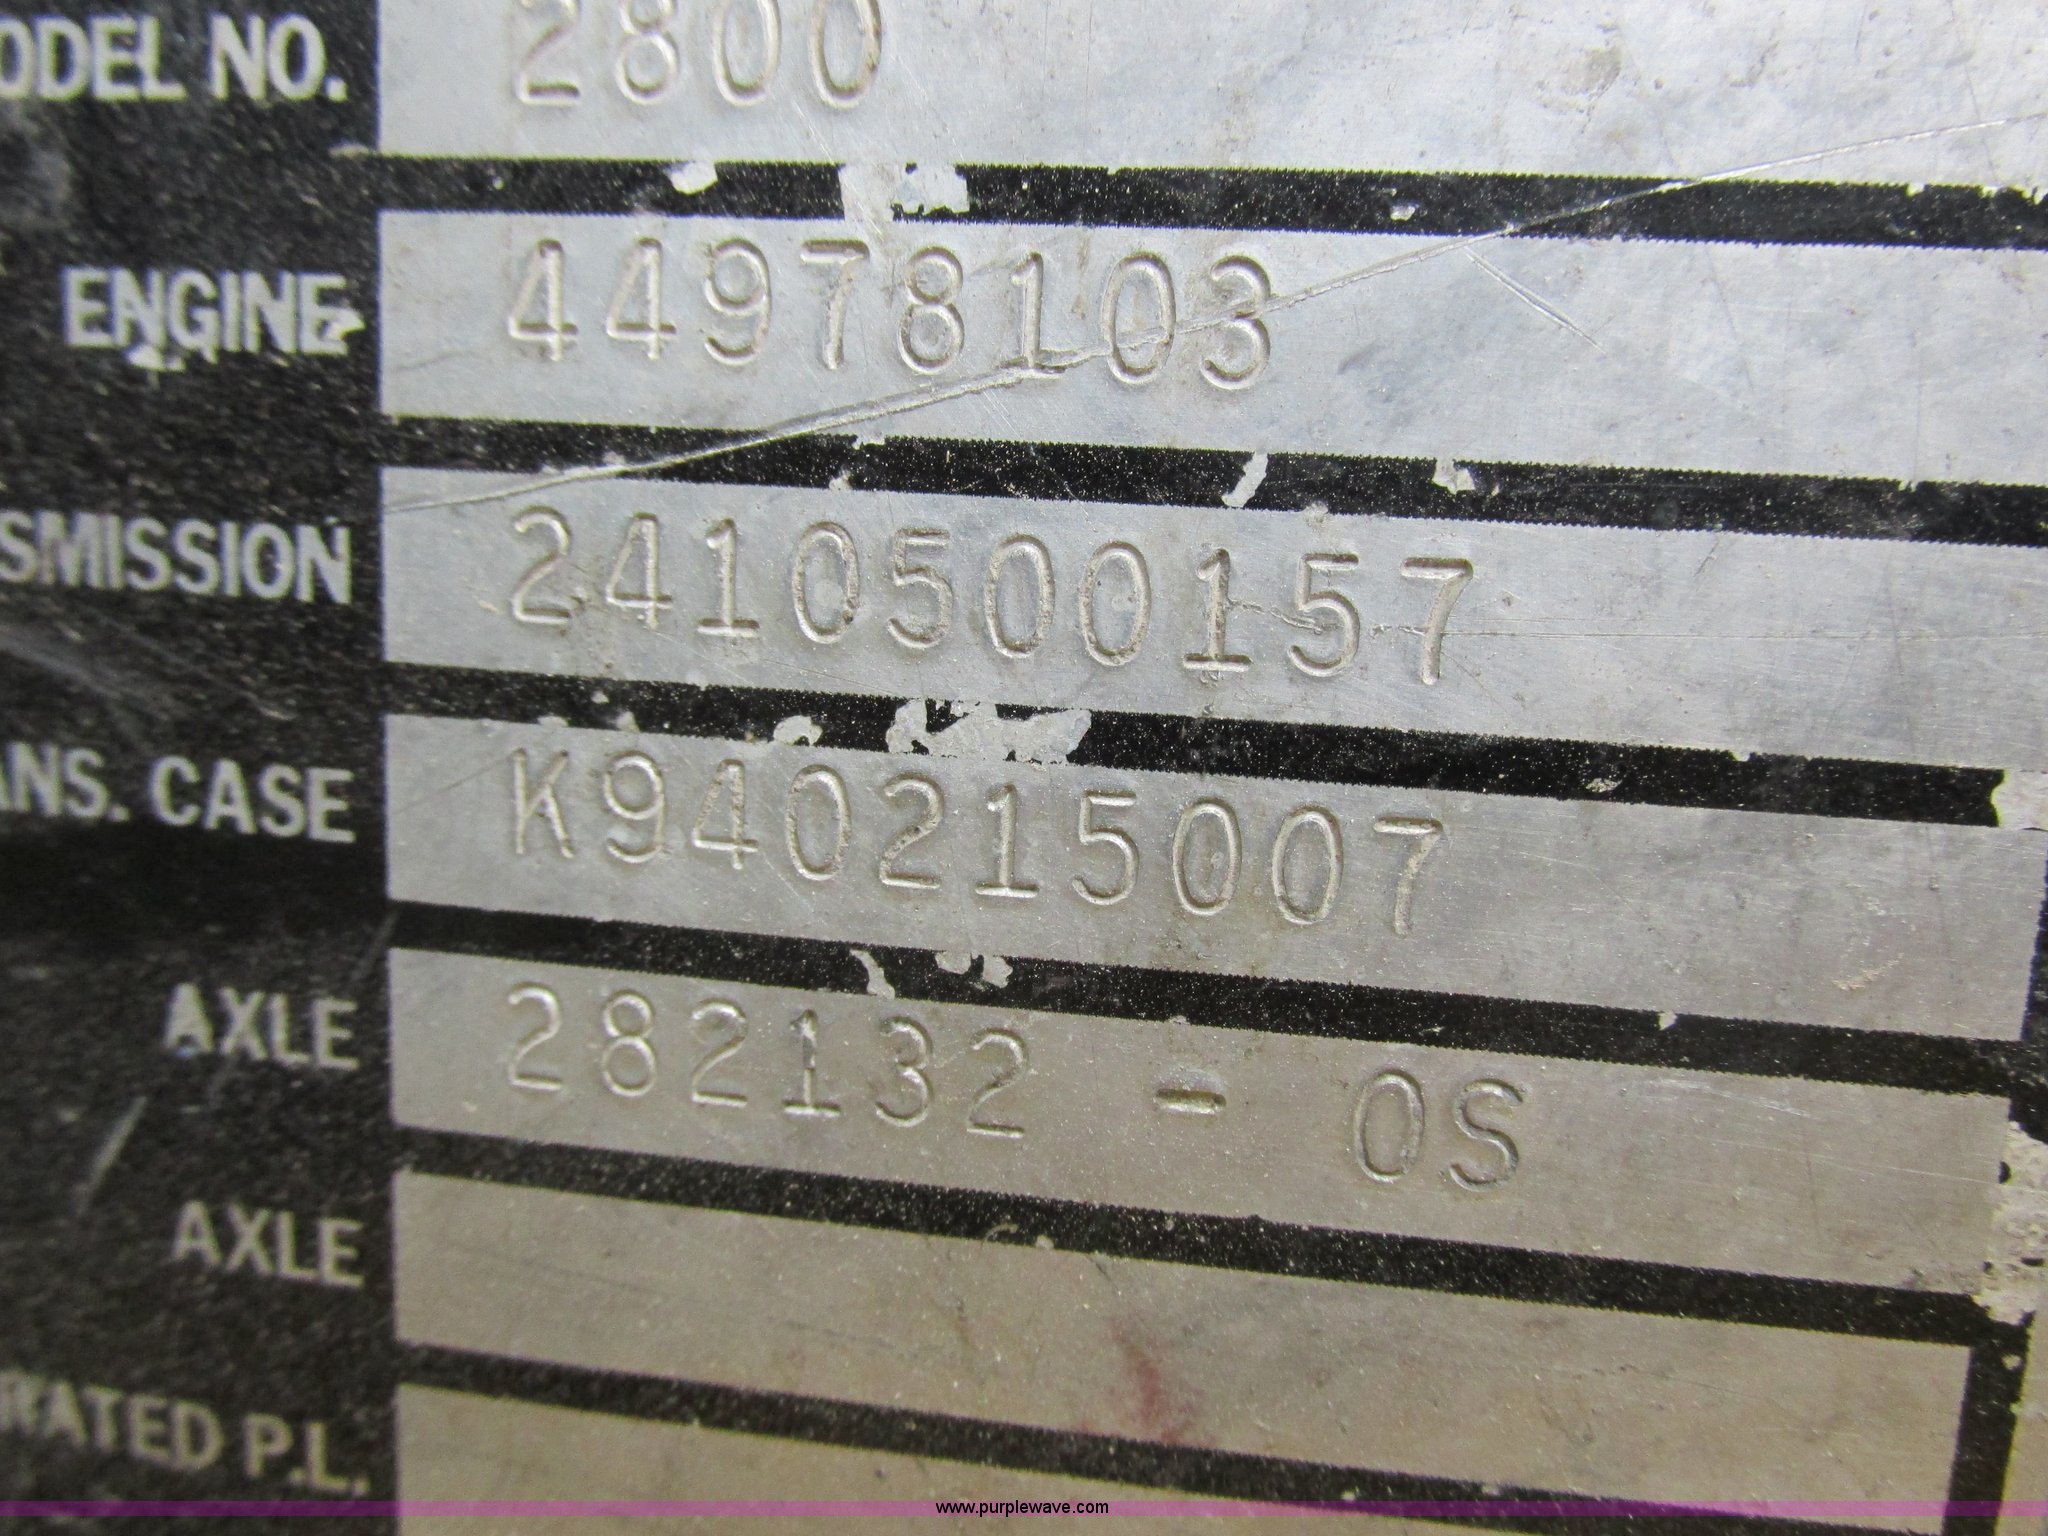 ODEL NO. 2800
ENGINE 44978103
SMISSION 2410500157
ANS. CASE K940215007
AXLE 282132 - 0S
AXLE
RATED P.L.
www.purplewave.com